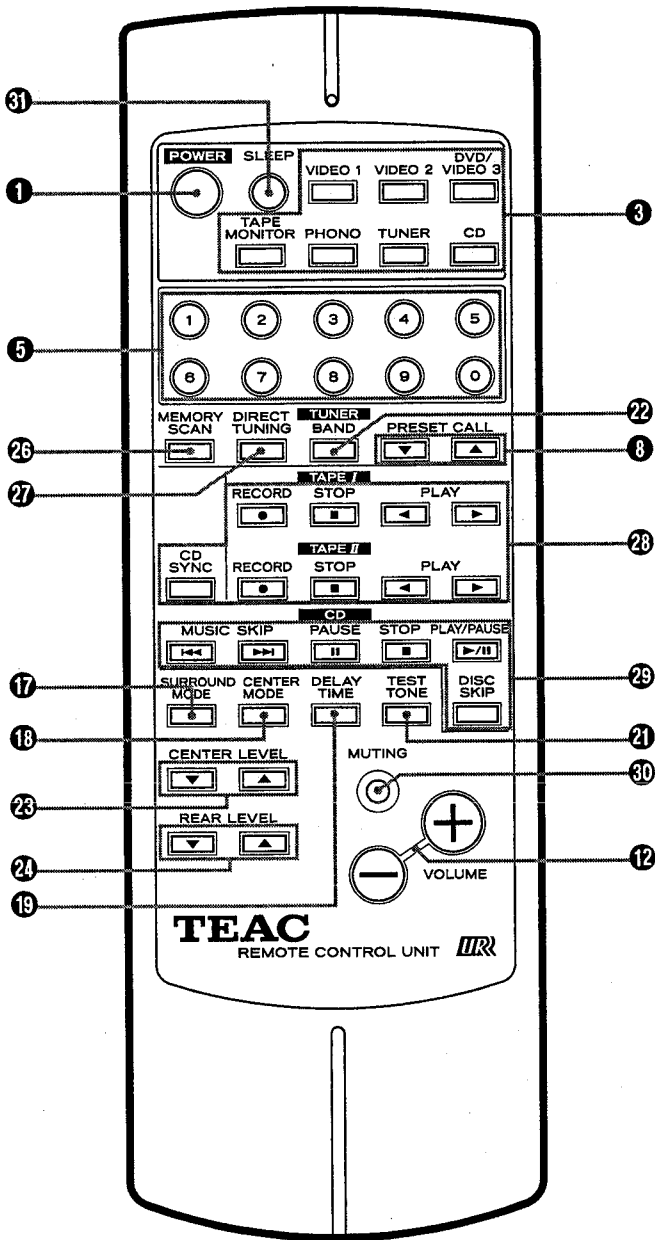 31
POWER SLEEP
VIDEO 1 VIDEO 2 DVD/
VIDEO 3
1
3
TAPE
MONITOR PHONO TUNER CD
1 2 3 4 5
5
6 7 8 9 0
MEMORY
SCAN DIRECT
TUNING TUNER
BAND PRESET CALL
22
26
8
27
TAPE I
RECORD STOP PLAY
28
CD
SYNC
TAPE II
RECORD STOP PLAY
CD
MUSIC SKIP PAUSE STOP PLAY/PAUSE
17
SURROUND
MODE CENTER
MODE DELAY
TIME TEST
TONE DISC
SKIP
29
18
21
CENTER LEVEL
MUTING
23
30
REAR LEVEL
24
12
VOLUME
19
TEAC
REMOTE CONTROL UNIT UR